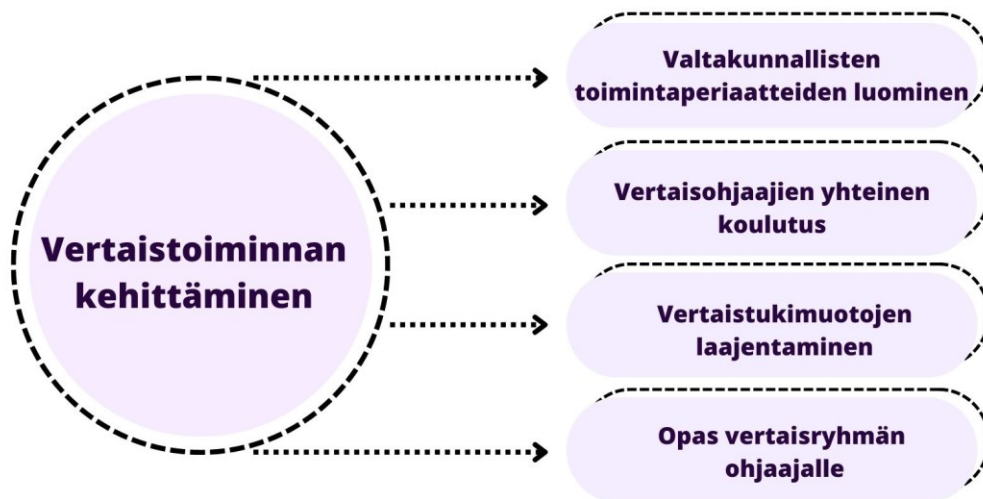 Vertaistoiminnan
kehittäminen
Valtakunnallisten
toimintaperiaatteiden luominen
Vertaisohjaajien yhteinen
koulutus
Vertaistukimuotojen
laajentaminen
Opas vertaisryhmän
ohjaajalle